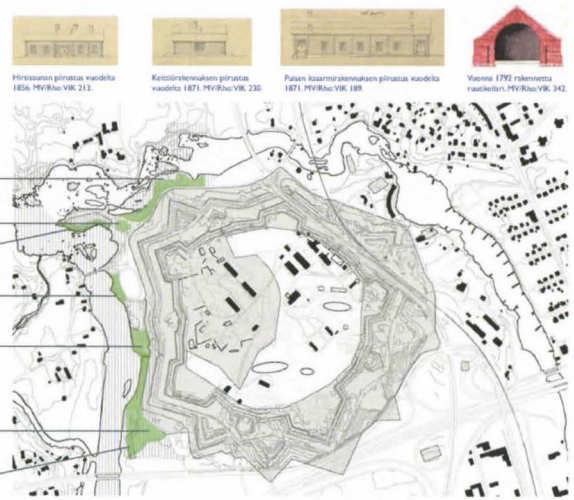 Hirsisaunan piirustus vuodelta
1856. MV/Rho:VIK 213.
Keittiörakennuksen piirustus
vuodelta 1871. MV/Rho:VIK 230.
Puisen kasarmirakennuksen piirustus vuodelta
1871. MV/Rho:VIK 189.
Vuonna 1792 rakennettu
ruutikellari. MV/Rho:VIK 342.